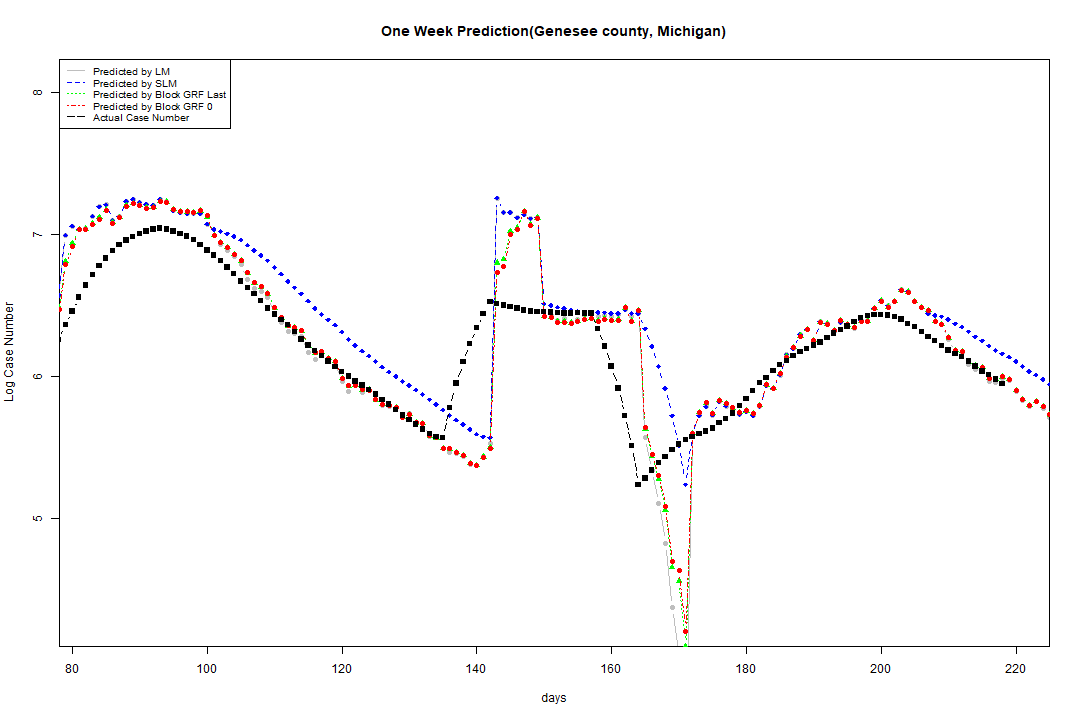 One Week Prediction(Genesee county, Michigan)
Predicted by LM
Predicted by SLM
Predicted by Block GRF Last
Predicted by Block GRF 0
Actual Case Number
8
7
6
5
Log Case Number
80 100 120 140 160 180 200 220
days